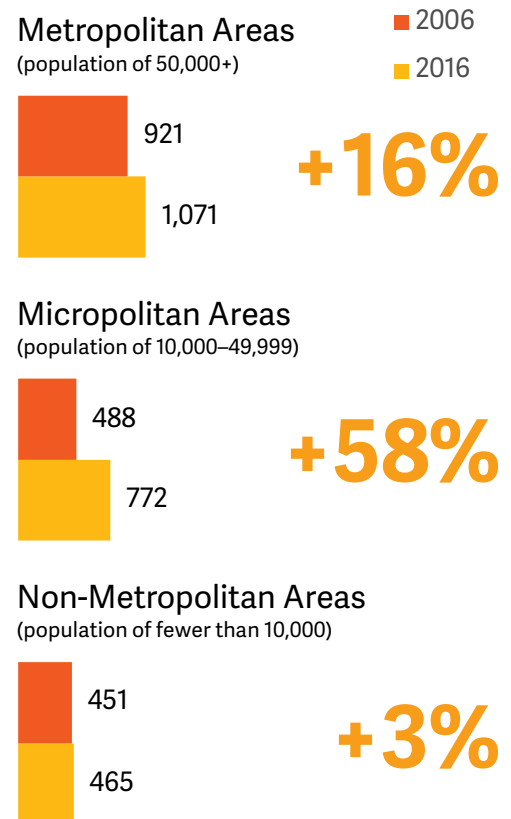 Metropolitan Areas
(population of 50,000+)
2006
2016
921
1,071
+16%
Micropolitan Areas
(population of 10,000–49,999)
488
772
+58%
Non-Metropolitan Areas
(population of fewer than 10,000)
451
465
+3%